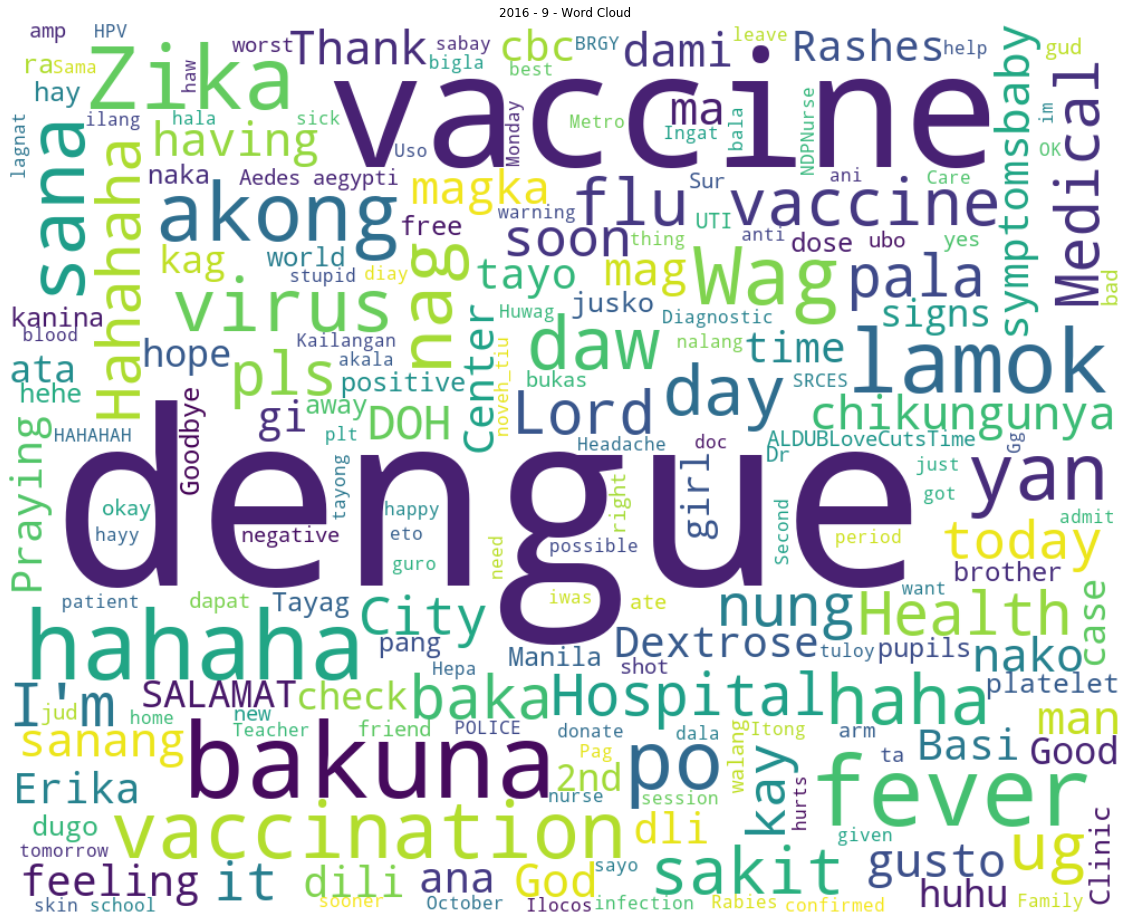 2016 - 9 - Word Cloud
amp HPV worst Thank sabay cbc BRGY dami leave Rashes help gud
ra Sama Zika haw bigla best vaccine symptomsbaby Medical
hay ilang hala sick Monday Metro ma Ingat bala NDPNurse im OK
lagnat sana Hahahaha having Uso
naka Aedes aegypti magka flu Sur vaccine ani Care
akong free warning soon thing UTI anti dose ubo yes bad
kag world stupid diay nag tayo mag Wag pala signs
kanina virus Huwag jusko Diagnostic
blood hope Kailangan akala Center daw nalang time lamok
ata pls positive bukas day SRCES
hehe gi away DOH noveh_tiu Lord chikungunya
HAHAHAH Goodbye plt Headache girl doc ALDUBLoveCutsTime Dr Gg yan
Praying dengue tayong right just
okay happy Second got admit
hayy negative eto possible period today
guro need brother
patient dapat Tayag City iwas ate nung want Health case
hahaha pang Hepa Manila Dextrose shot tuloy pupils nako
I'm SALAMAT check baka Hospital haha platelet
jud home new Teacher friend POLICE donate dala Itong arm man
sanang bakuna Pag walang ta Basi Good
Erika 2nd po kay fever
nurse session hurts
dugo vaccination dli given ug Clinic
tomorrow sayo sakit gusto
feeling it dili ana God huhu
skin school sooner October Ilocos infection Rabies confirmed Family